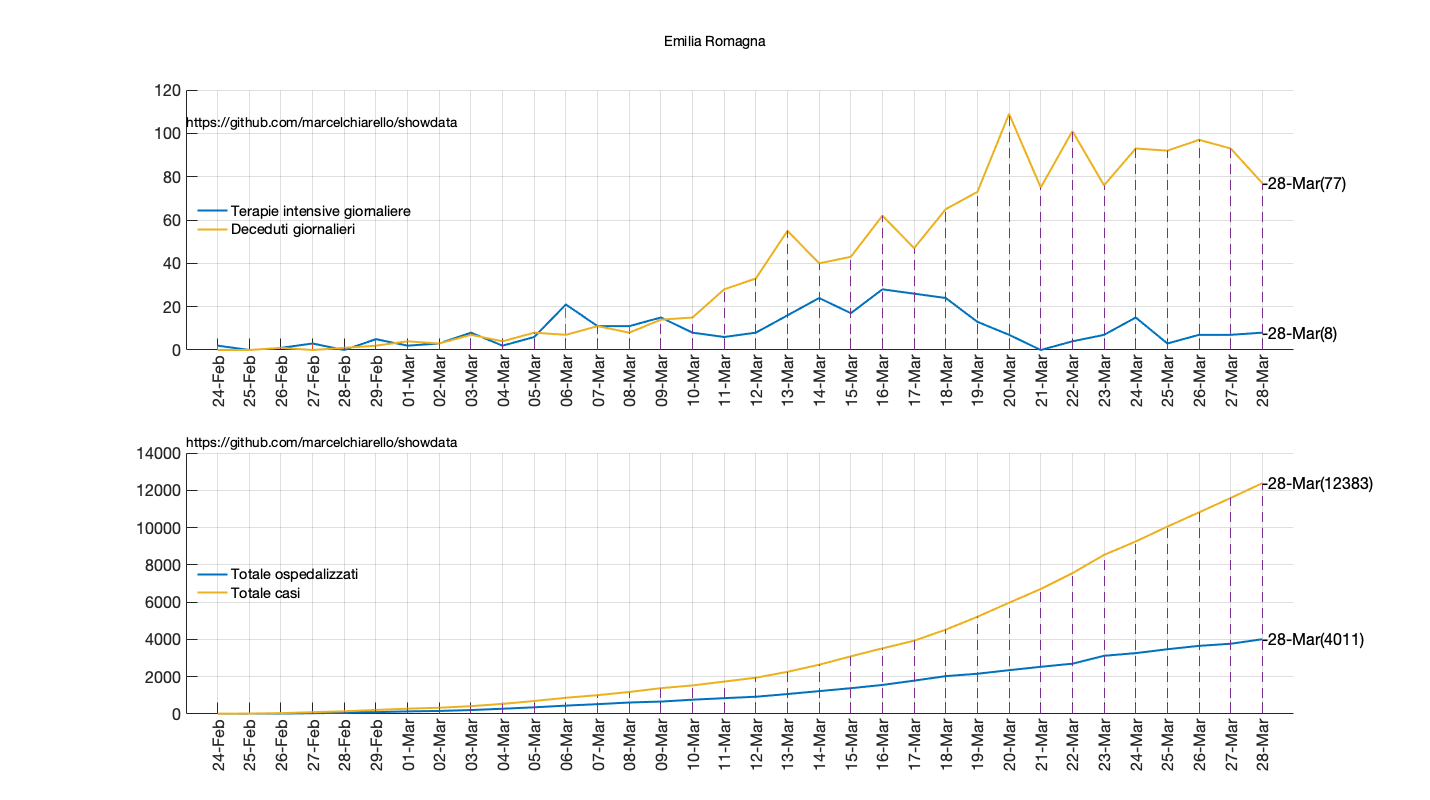 Emilia Romagna
120
https://github.com/marcelchiarello/showdata
100
80
-28-Mar(77)
Terapie intensive giornaliere
60
Deceduti giornalieri
40
20
-28-Mar(8)
0
24-Feb 25-Feb 26-Feb 27-Feb 28-Feb 29-Feb 01-Mar 02-Mar 03-Mar 04-Mar 05-Mar 06-Mar 07-Mar 08-Mar 09-Mar 10-Mar 11-Mar 12-Mar 13-Mar 14-Mar 15-Mar 16-Mar 17-Mar 18-Mar 19-Mar 20-Mar 21-Mar 22-Mar 23-Mar 24-Mar 25-Mar 26-Mar 27-Mar 28-Mar
https://github.com/marcelchiarello/showdata
14000
12000
-28-Mar(12383)
10000
8000
Totale ospedalizzati
Totale casi
6000
4000
-28-Mar(4011)
2000
0
24-Feb 25-Feb 26-Feb 27-Feb 28-Feb 29-Feb 01-Mar 02-Mar 03-Mar 04-Mar 05-Mar 06-Mar 07-Mar 08-Mar 09-Mar 10-Mar 11-Mar 12-Mar 13-Mar 14-Mar 15-Mar 16-Mar 17-Mar 18-Mar 19-Mar 20-Mar 21-Mar 22-Mar 23-Mar 24-Mar 25-Mar 26-Mar 27-Mar 28-Mar